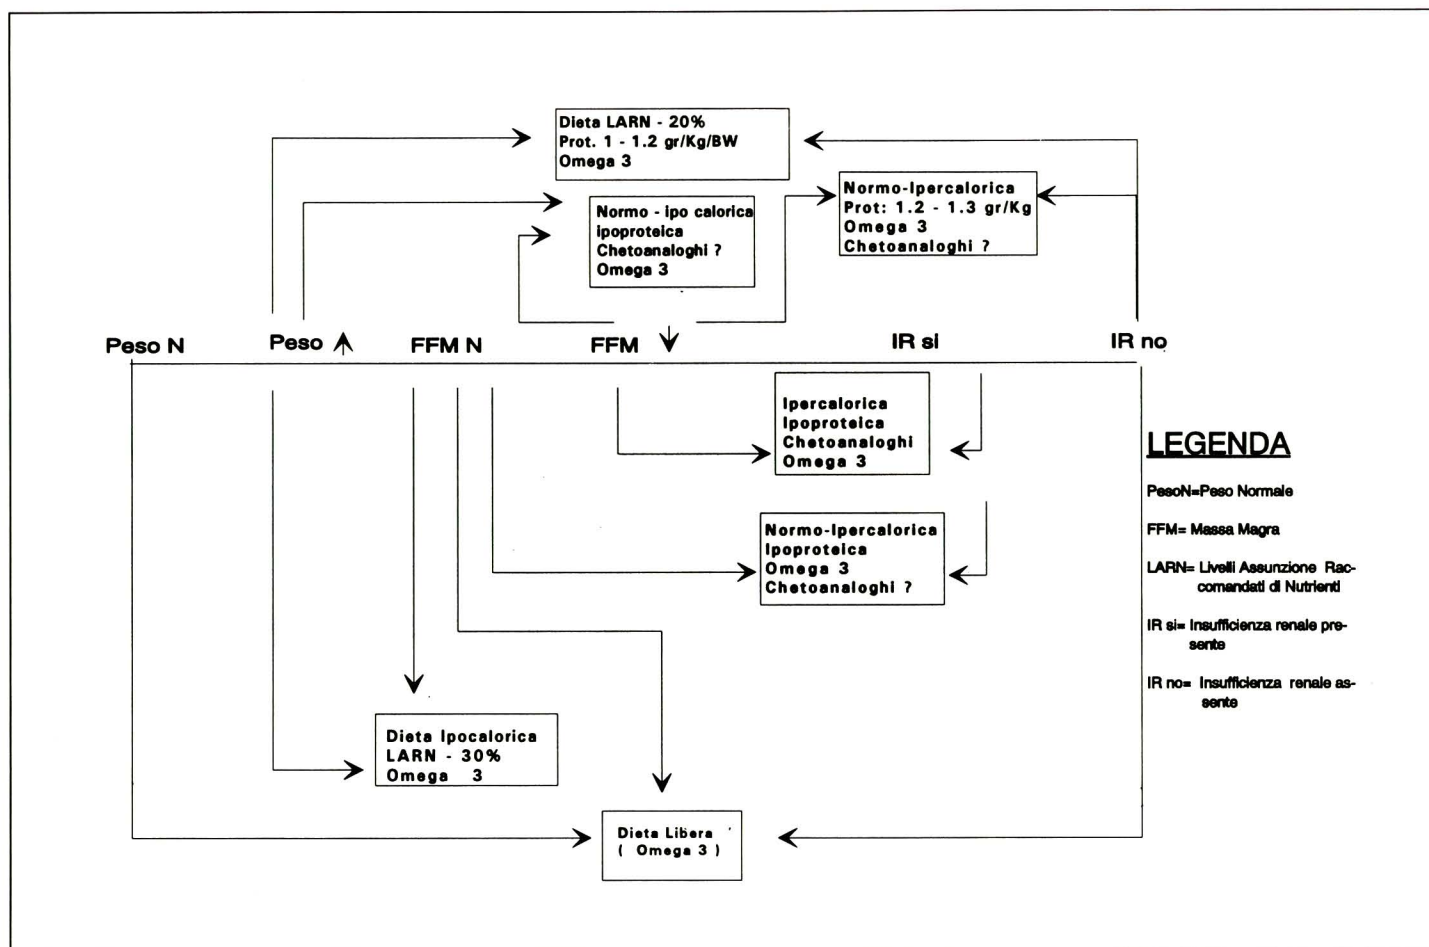 Dieta LARN - 20%
Prot. 1 - 1.2 gr/Kg/BW
Omega 3
Normo - ipo calorica
ipoproteica
Chetoanaloghi ?
Omega 3
Normo-Ipercalorica
Prot: 1.2 - 1.3 gr/Kg
Omega 3
Chetoanaloghi ?
Peso N
Peso
FFM N
FFM
IR si
IR no
Ipercalorica
Ipoproteica
Chetoanaloghi
Omega 3
Normo-Ipercalorica
Ipoproteica
Omega 3
Chetoanaloghi ?
Dieta Ipocalorica
LARN - 30%
Omega 3
Dieta Libera
( Omega 3 )
LEGENDA
PesoN=Peso Normale
FFM= Massa Magra
LARN= Livelli Assunzione Rac-
comandati di Nutrienti
IR si= Insufficienza renale pre-
sente
IR no= Insufficienza renale as-
sente